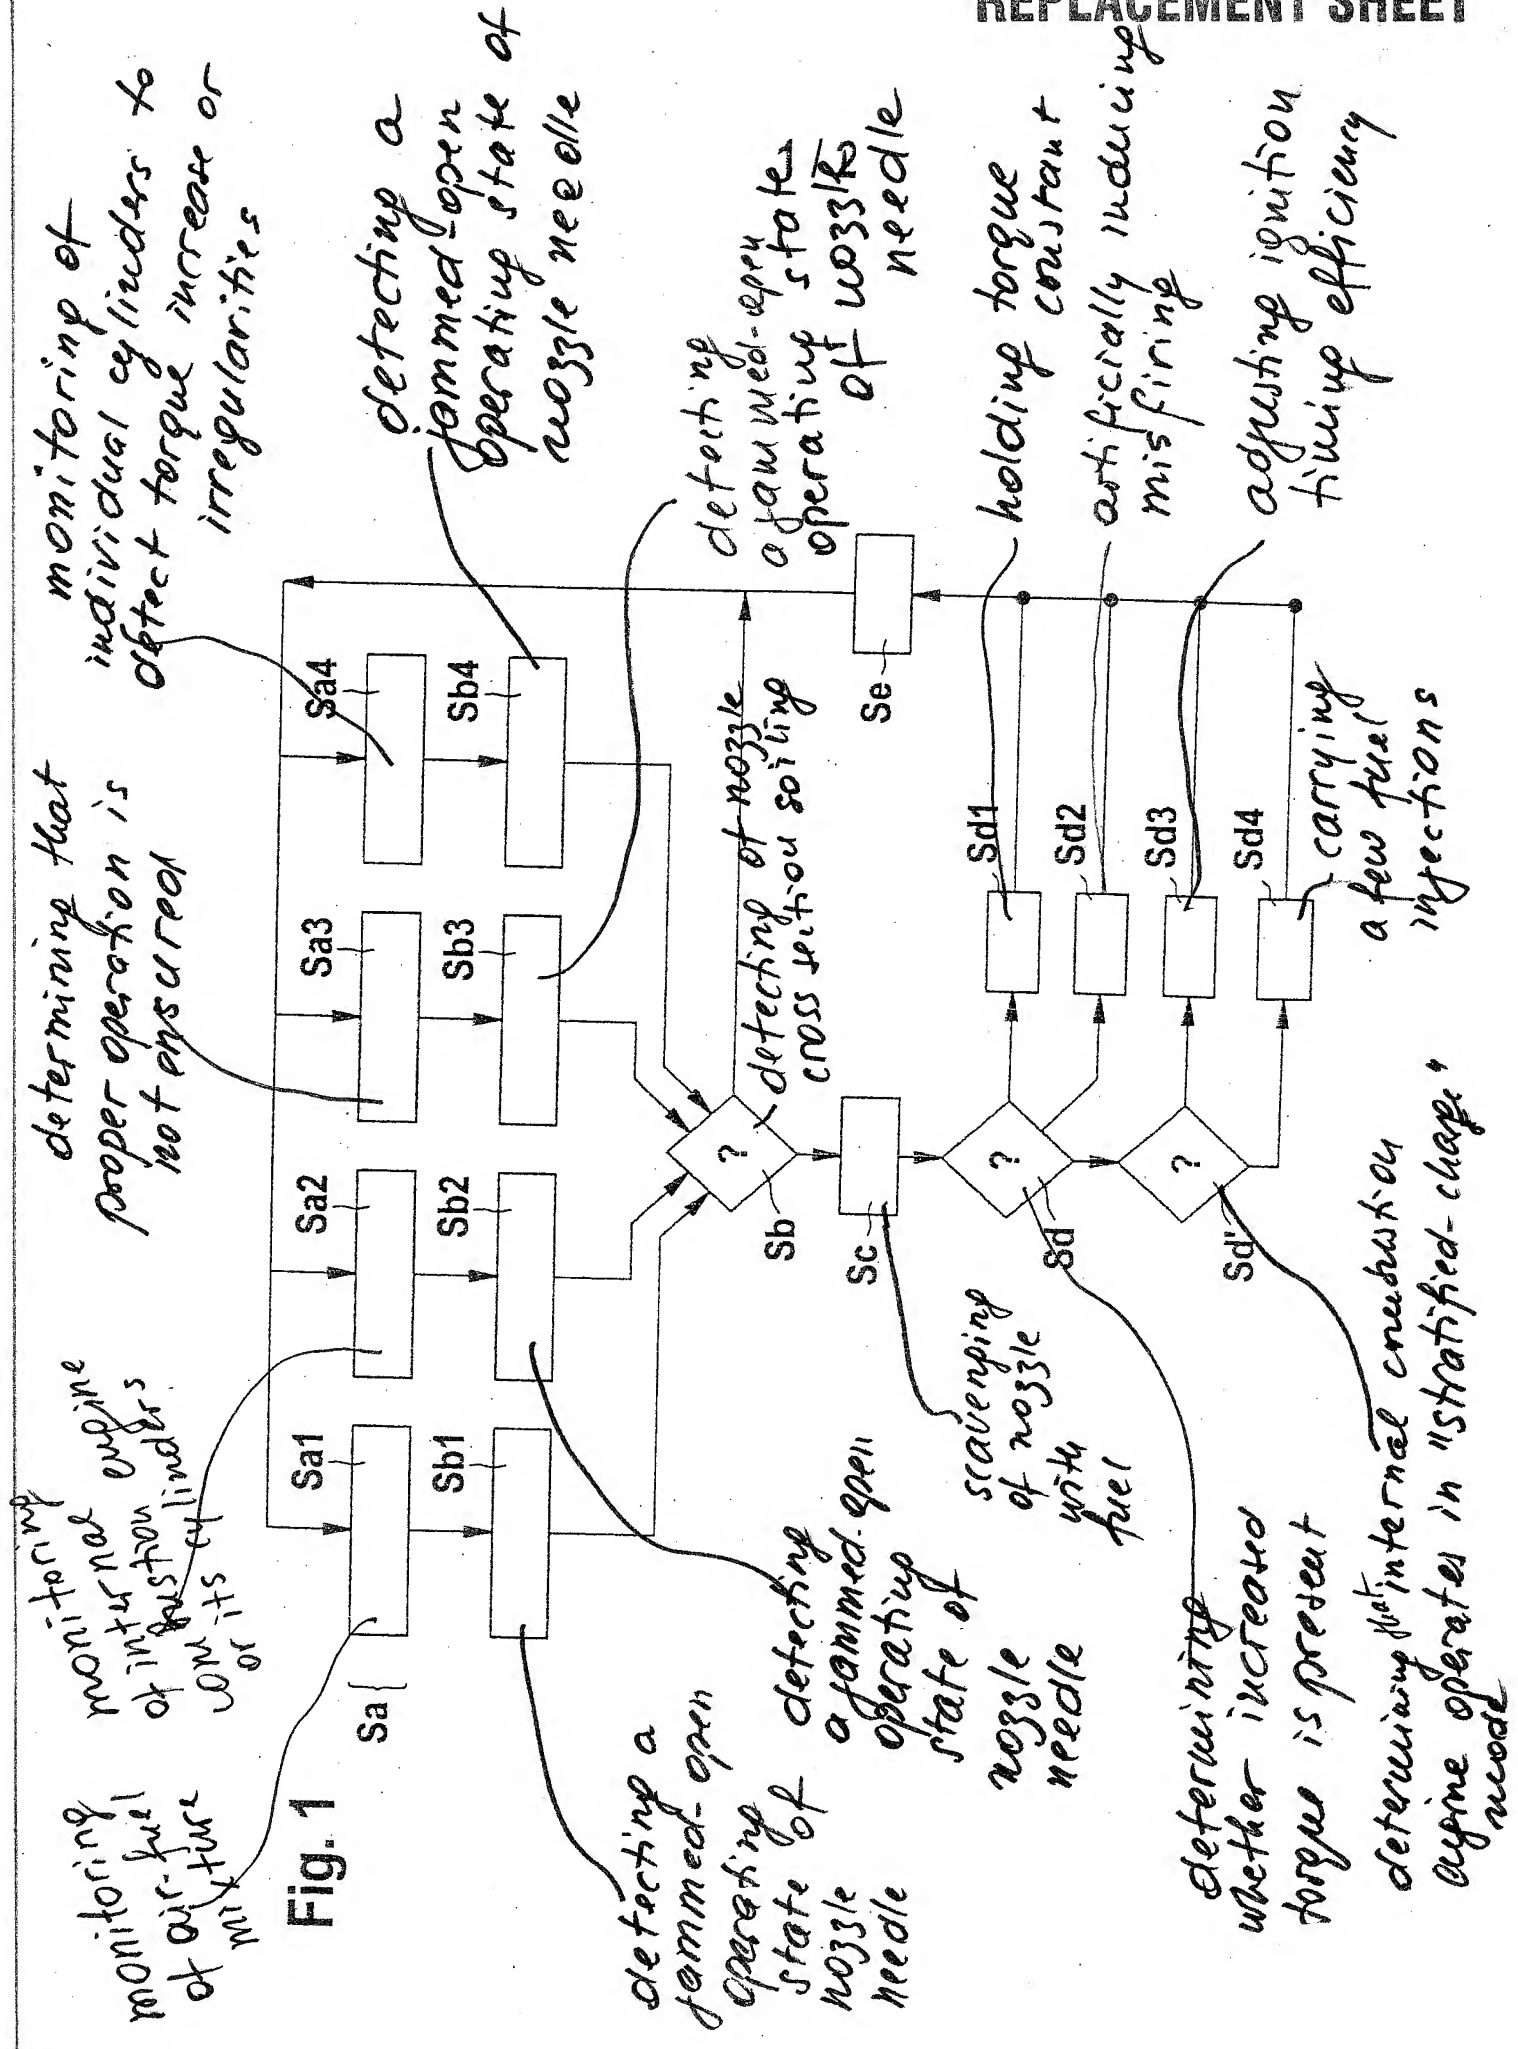 REPLACEMENT SHEET
monitoring
of air-fuel
mixture
monitoring
of internal engine
or its cylinders
determining that
proper operation is
not ensured
monitoring of
individual cylinders to
detect torque increase or
irregularities
detecting a
jammed-open
operating state of
nozzle needle
detecting
a jammed-open
operating state
of nozzle
needle
Fig. 1
Sa {
Sa1
Sa2
Sa3
Sa4
Sb1
Sb2
Sb3
Sb4
detecting a
jammed-open
operating
state of
nozzle
needle
detecting
a jammed-open
operating
state of
nozzle
needle
?
Sb
detecting of nozzle
cross section soiling
Sc
scavenging
of nozzle
with
fuel
Se
?
Sd
?
Sd'
Sd1
Sd2
Sd3
Sd4
holding torque
constant
artificially inducing
misfiring
adjusting ignition
timing efficiency
carrying
a few fuel
injections
determining
whether increased
torque is present
determining that internal combustion
engine operates in "stratified-charge"
mode